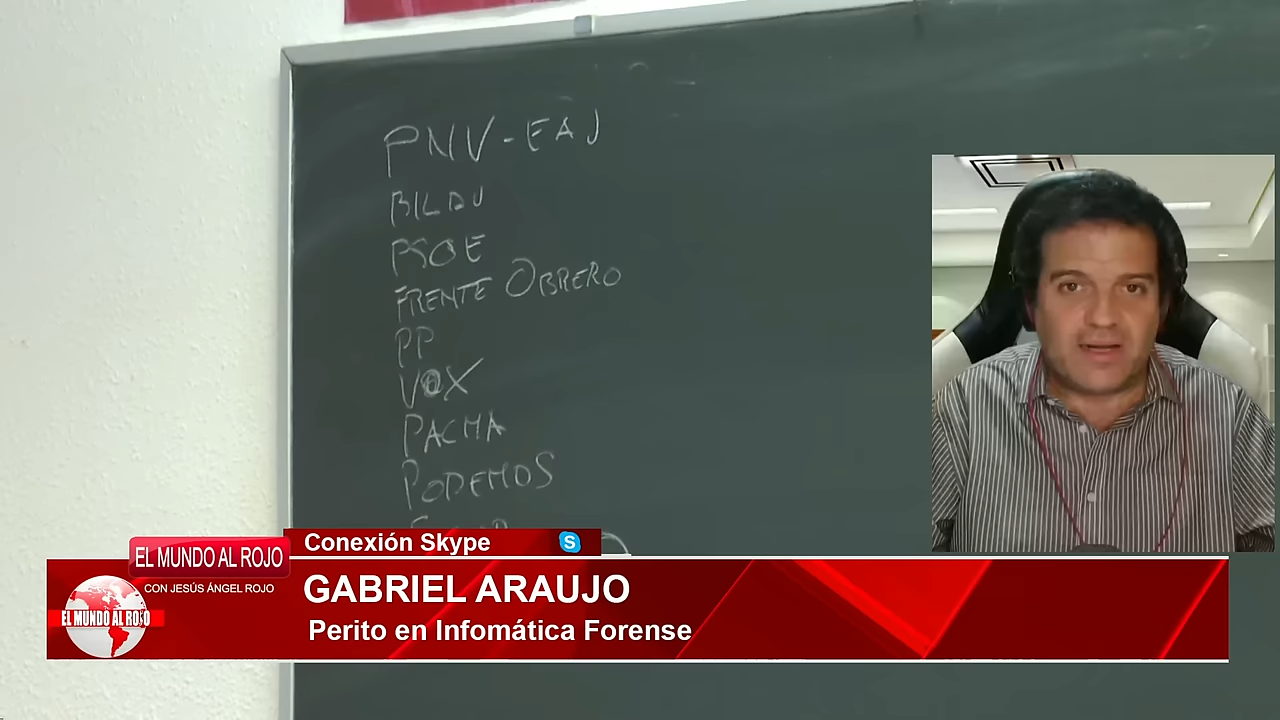 PNV-EAJ
BILDU
PSOE
FRENTE OBRERO
PP
VOX
PACMA
PODEMOS
Conexión Skype
EL MUNDO AL ROJO
CON JESÚS ÁNGEL ROJO
EL MUNDO AL ROJO
GABRIEL ARAUJO
Perito en Infomática Forense